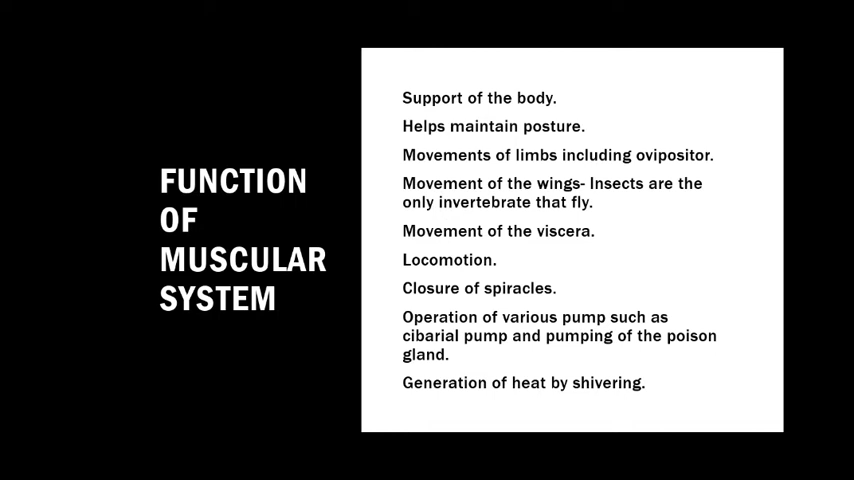 FUNCTION
OF
MUSCULAR
SYSTEM
Support of the body.
Helps maintain posture.
Movements of limbs including ovipositor.
Movement of the wings- Insects are the
only invertebrate that fly.
Movement of the viscera.
Locomotion.
Closure of spiracles.
Operation of various pump such as
cibarial pump and pumping of the poison
gland.
Generation of heat by shivering.